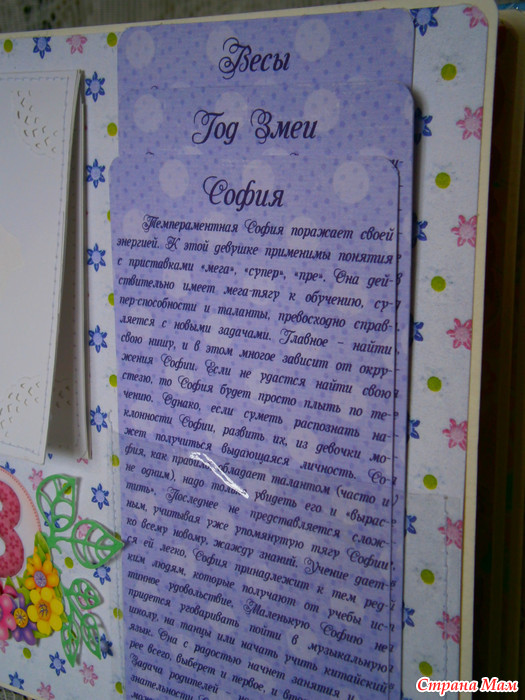 Весы
Год Змеи
София
Темпераментная София поражает своей
энергией. К этой девушке применимы понятия
с приставками «мега», «супер», «пре». Она дей-
ствительно имеет мега-тягу к обучению, су-
пер-способности и таланты, превосходно справ-
ляется с новыми задачами. Главное – найти
свою нишу, и в этом многое зависит от окру-
жения Софии. Если не удастся найти свою
стезю, то София будет просто плыть по те-
чению. Однако, если суметь распознать на-
клонности Софии, развить их, из девочки мо-
жет получиться выдающаяся личность. Со-
фия, как правило, обладает талантом (часто и
не одним), надо только увидеть его и «вырас-
тить». Последнее не представляется слож-
ным, учитывая уже упомянутую тягу Софии
ко всему новому, жажду знаний. Учение дает-
ся ей легко, София принадлежит к тем ред-
ким людям, которые получают от учебы ис-
тинное удовольствие. Маленькую Софию не
придется уговаривать пойти в музыкальную
школу, на танцы или начать учить китайский
язык. Она с радостью начнет занятия и, ско-
рее всего, выберет и первое, и
Задача родителей
знательности
3
Страна Мам